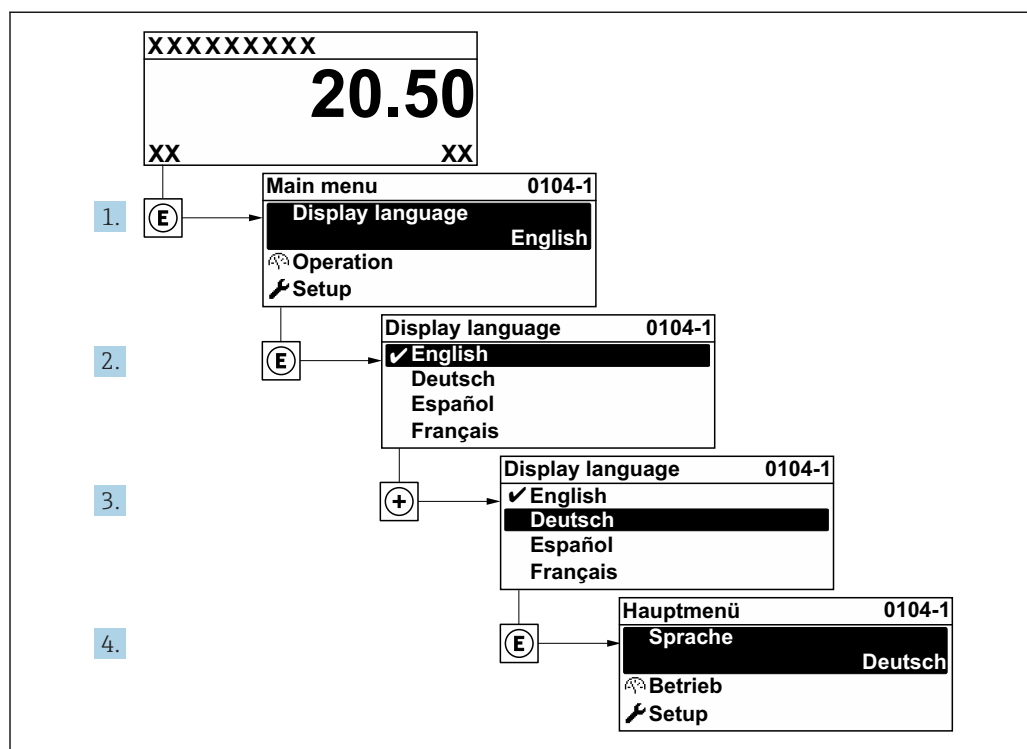 XXXXXXXXX
20.50
XX XX
1. E
Main menu 0104-1
Display language
English
Operation
Setup
2. E
Display language 0104-1
✔ English
Deutsch
Español
Français
3. +
Display language 0104-1
✔ English
Deutsch
Español
Français
4. E
Hauptmenü 0104-1
Sprache
Deutsch
Betrieb
Setup